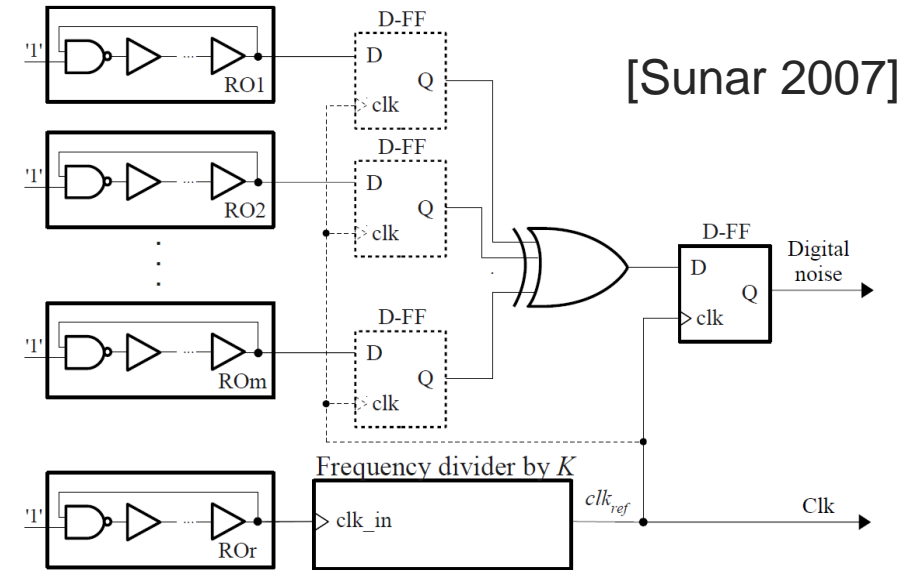 [Sunar 2007]
D-FF
'1'
...
RO1
D
Q
clk
D-FF
'1'
...
RO2
D
Q
clk
D-FF
D
Q
clk
Digital
noise
D-FF
'1'
...
ROm
D
Q
clk
Frequency divider by K
'1'
...
ROr
clk_in
clk_ref
Clk